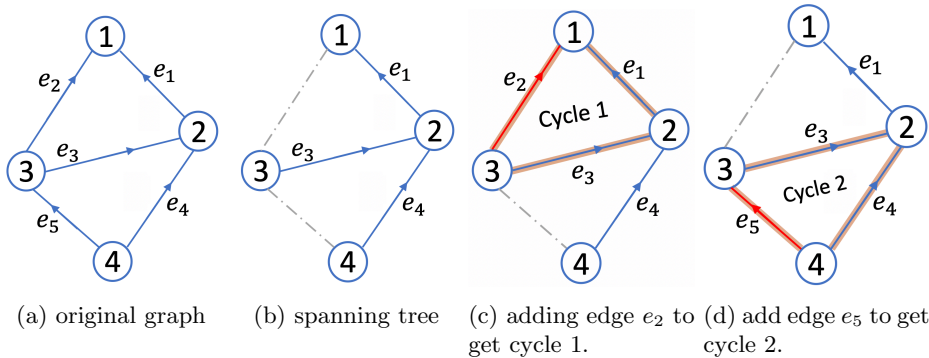 1
e2
e1
2
3
e3
e5
e4
4
(a) original graph
1
e1
2
3
e3
e4
4
(b) spanning tree
1
e2
e1
Cycle 1
2
3
e3
e4
4
(c) adding edge e2 to
get cycle 1.
1
e1
e3
2
3
Cycle 2
e5
e4
4
(d) add edge e5 to get
cycle 2.